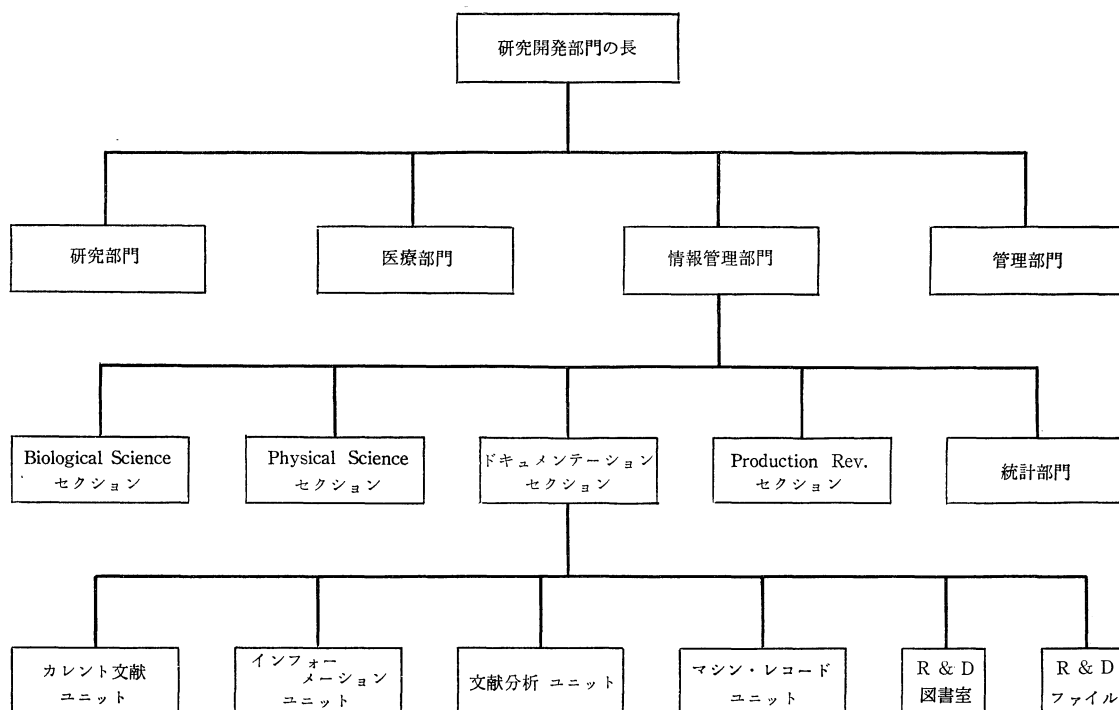 研究開発部門の長
研究部門
医療部門
情報管理部門
管理部門
Biological Science
セクション
Physical Science
セクション
ドキュメンテーション
セクション
Production Rev.
セクション
統計部門
カレント文献
ユニット
インフォー
メーション
ユニット
文献分析 ユニット
マシン・レコード
ユニット
R & D
図書室
R & D
ファイル